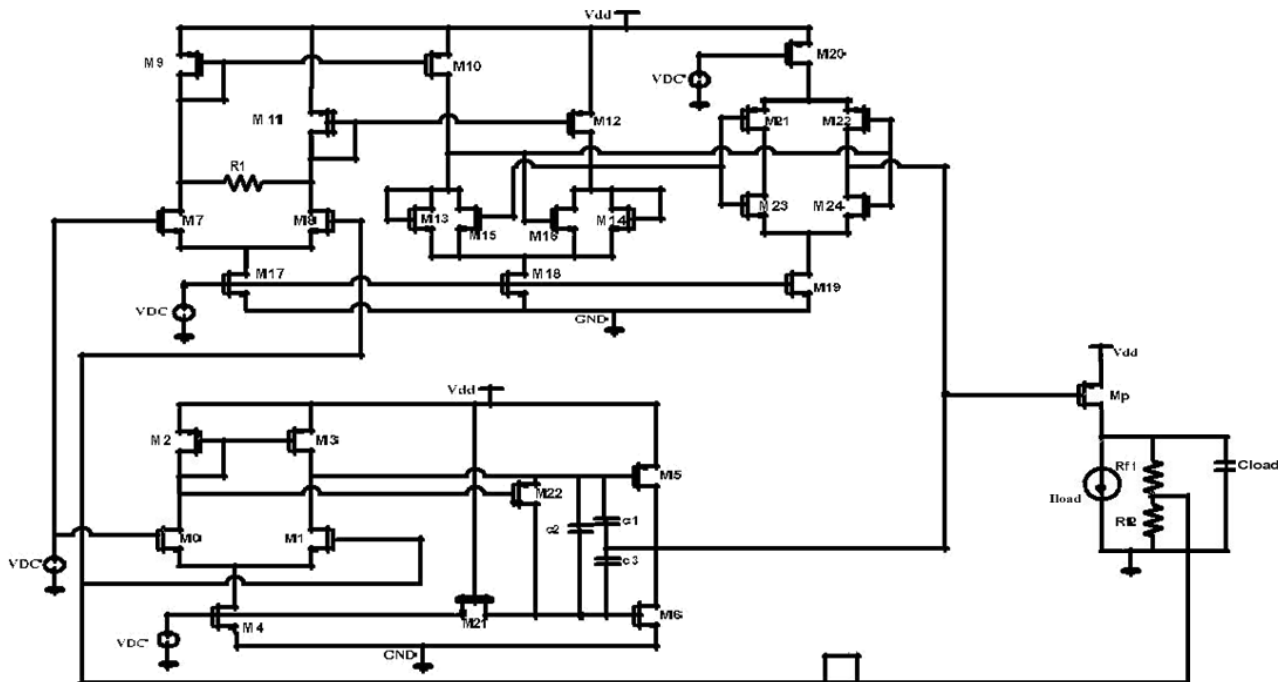 Vdd
M9
M10
M20
VDC
M11
M12
M21
M22
R1
M7
M8
M13
M15
M16
M14
M23
M24
M17
M18
M19
VDC
GND
Vdd
Vdd
Mp
M2
M3
M5
M22
Rf1
Cload
Iload
Rf2
c2
c1
M0
M1
c3
VDC
M21
M6
M4
VDC
GND